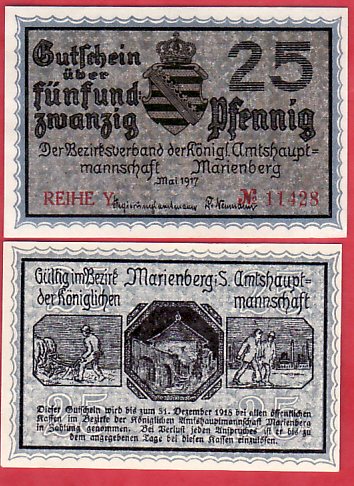 Gutschein
über
fünfund
zwanzig
25
Pfennig
Der Bezirksverband der Königl. Amtshaupt=
mannschaft Marienberg
Mai 1917
REIHE Y.
№ 11428
Gültig im Bezirk Marienberg i. S. Amtshaupt=
der Königlichen mannschaft
25 25
Dieser Gutschein wird bis zum 31. Dezember 1918 bei allen öffentlichen
Kassen im Bezirk der Königlichen Amtshauptmannschaft Marienberg
in Zahlung genommen. Bei Verlust jeden Anspruches ist er bis zu
dem angegebenen Tage bei diesen Kassen einzulösen.